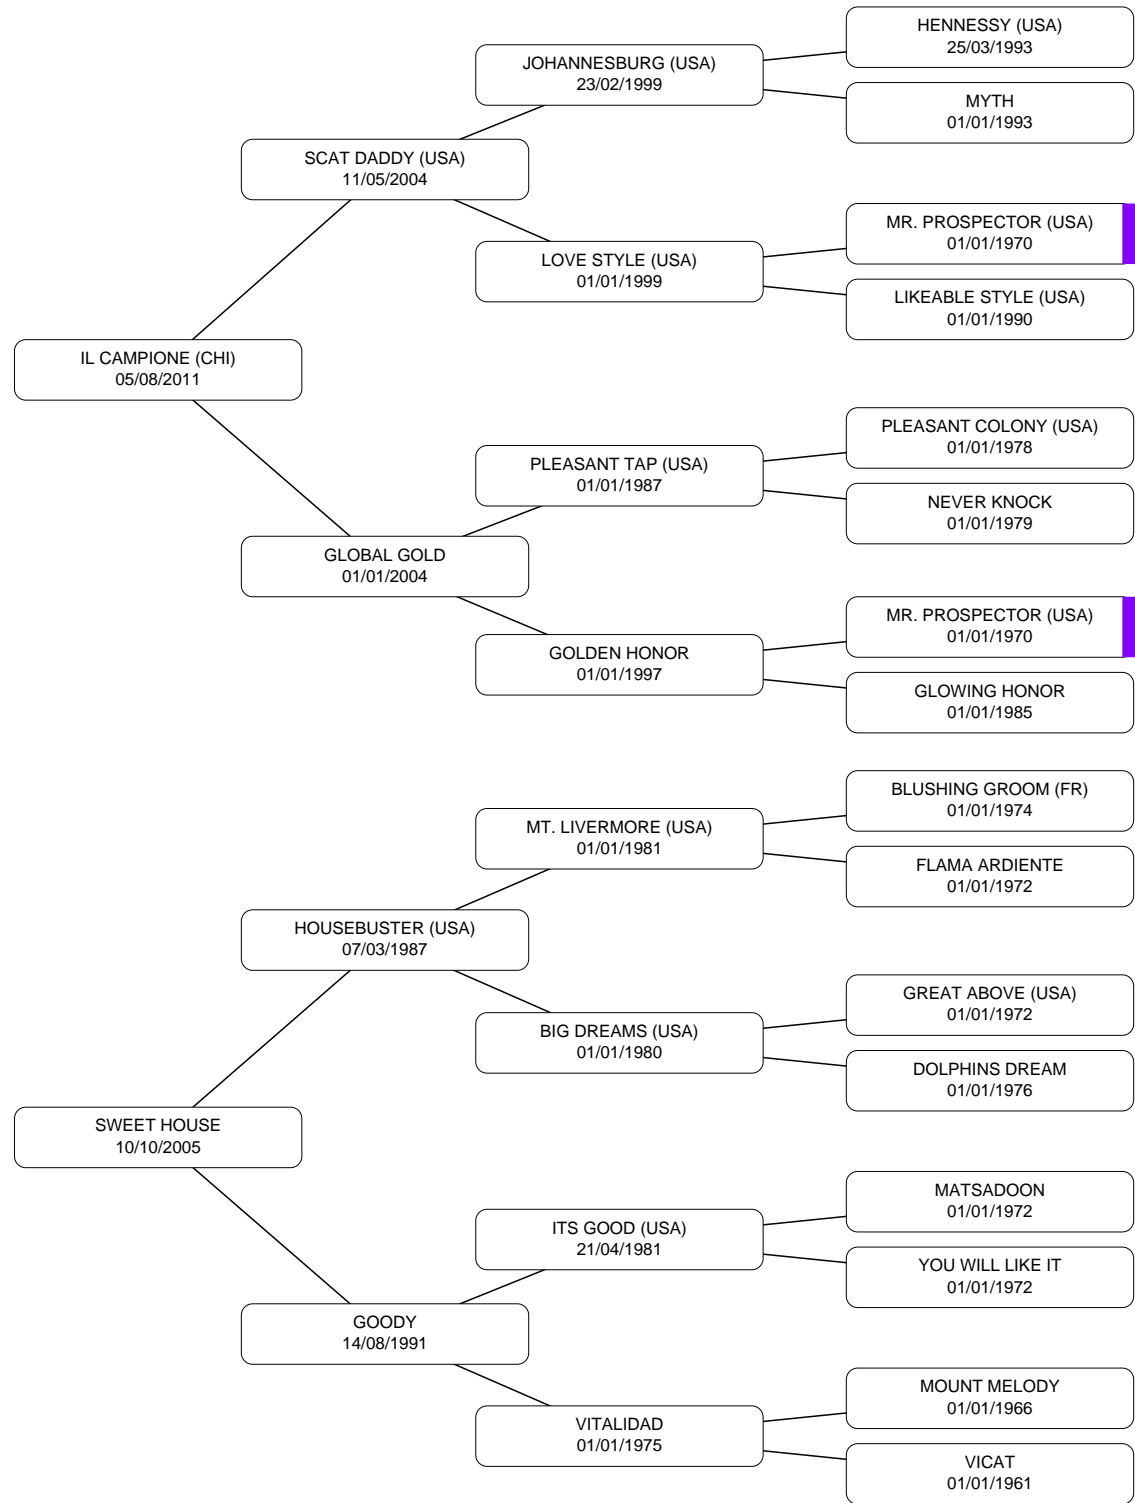 HENNESSY (USA)
25/03/1993
JOHANNESBURG (USA)
23/02/1999
MYTH
01/01/1993
SCAT DADDY (USA)
11/05/2004
MR. PROSPECTOR (USA)
01/01/1970
LOVE STYLE (USA)
01/01/1999
LIKEABLE STYLE (USA)
01/01/1990
IL CAMPIONE (CHI)
05/08/2011
PLEASANT COLONY (USA)
01/01/1978
PLEASANT TAP (USA)
01/01/1987
NEVER KNOCK
01/01/1979
GLOBAL GOLD
01/01/2004
MR. PROSPECTOR (USA)
01/01/1970
GOLDEN HONOR
01/01/1997
GLOWING HONOR
01/01/1985
BLUSHING GROOM (FR)
01/01/1974
MT. LIVERMORE (USA)
01/01/1981
FLAMA ARDIENTE
01/01/1972
HOUSEBUSTER (USA)
07/03/1987
GREAT ABOVE (USA)
01/01/1972
BIG DREAMS (USA)
01/01/1980
DOLPHINS DREAM
01/01/1976
SWEET HOUSE
10/10/2005
MATSADOON
01/01/1972
ITS GOOD (USA)
21/04/1981
YOU WILL LIKE IT
01/01/1972
GOODY
14/08/1991
MOUNT MELODY
01/01/1966
VITALIDAD
01/01/1975
VICAT
01/01/1961